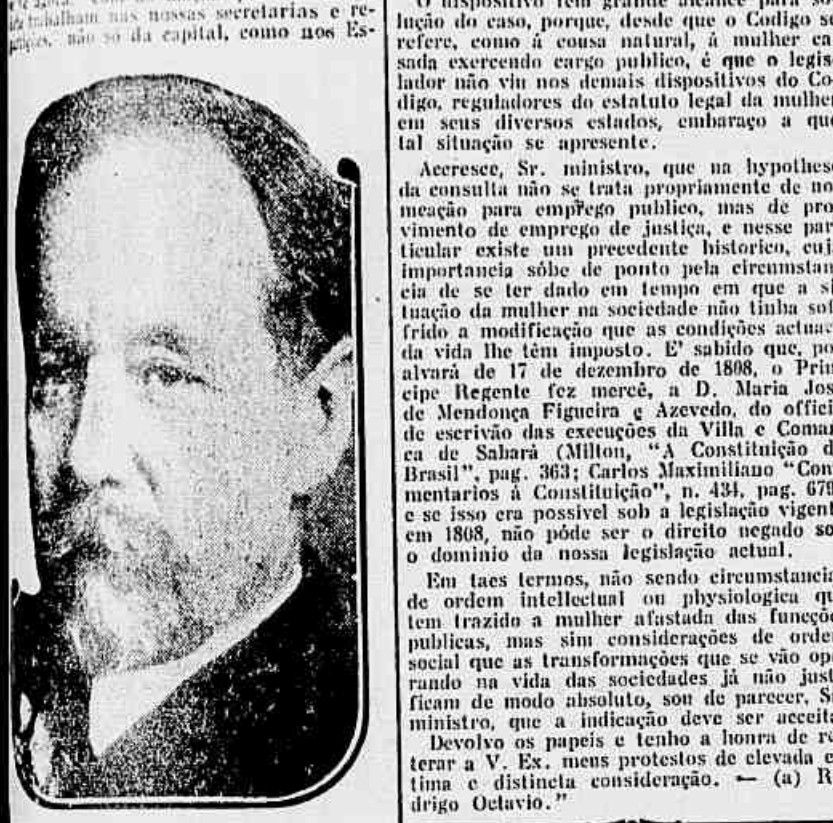 trabalham nas nossas secretarias e re-
não só da capital, como nos Es-
O dispositivo tem grande alcance para so-
lução do caso, porque, desde que o Codigo se
refere, como á cousa natural, á mulher ca-
sada exercendo cargo publico, é que o legis-
lador não viu nos demais dispositivos do Co-
digo, reguladores do estatuto legal da mulher
em seus diversos estados, embaraço a que
tal situação se apresente.
Accresce, Sr. ministro, que na hypothese
da consulta não se trata propriamente de no-
meação para emprego publico, mas de pro-
vimento de emprego de justiça, e nesse par-
ticular existe um precedente historico, cuj
importancia sóbe de ponto pela circumstan-
cia de se ter dado em tempo em que a si-
tuação da mulher na sociedade não tinha sof-
frido a modificação que as condições actuae
da vida lhe têm imposto. E' sabido que, po
alvará de 17 de dezembro de 1808, o Prin-
cipe Regente fez mercê, a D. Maria Jos
de Mendonça Figueira e Azevedo, do offici
de escrivão das execuções da Villa e Comar
ca de Sabará (Milton, "A Constituição d
Brasil", pag. 363; Carlos Maximiliano "Com
mentarios á Constituição", n. 434, pag. 679
e se isso era possivel sob a legislação vigent
em 1808, não póde ser o direito negado so
o dominio da nossa legislação actual.
Em taes termos, não sendo circumstancia
de ordem intellectual ou physiologica qu
tem trazido a mulher afastada das funcçõe
publicas, mas sim considerações de orde
social que as transformações que se vão ope
rando na vida das sociedades já não justi
ficam de modo absoluto, sou de parecer, S
ministro, que a indicação deve ser acceita
Devolvo os papeis e tenho a honra de re
terar a V. Ex. meus protestos de elevada e
tima e distincta consideração. — (a) R
drigo Octavio."